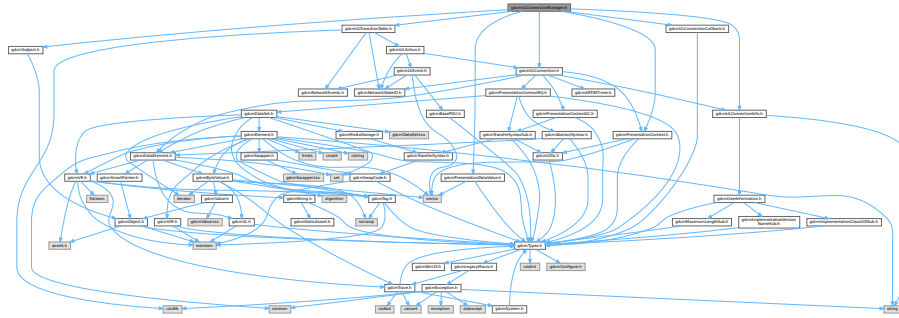 gdcmULConnectionManager.h
gdcmULTransitionTable.h
gdcmULConnectionCallback.h
gdcmSubject.h
gdcmULAction.h
gdcmULEvent.h
gdcmULConnection.h
gdcmNetworkEvents.h
gdcmNetworkStateID.h
gdcmPresentationContextRQ.h
gdcmARTIMTimer.h
gdcmDataSet.h
gdcmBasePDU.h
gdcmPresentationContextAC.h
gdcmULConnectionInfo.h
gdcmElement.h
gdcmMediaStorage.h
gdcmDataSet.txx
gdcmTransferSyntaxSub.h
gdcmAbstractSyntax.h
gdcmPresentationContext.h
gdcmDataElement.h
gdcmSwapper.h
limits
cmath
cstring
gdcmTransferSyntax.h
gdcmUIDs.h
gdcmVR.h
gdcmSmartPointer.h
gdcmByteValue.h
gdcmSwapper.txx
set
gdcmSwapCode.h
gdcmPresentationDataValue.h
fstream
iterator
gdcmValue.h
gdcmString.h
algorithm
gdcmTag.h
vector
gdcmUserInformation.h
gdcmObject.h
gdcmVM.h
gdcmValue.txx
gdcmVL.h
gdcmStaticAssert.h
iomanip
gdcmMaximumLengthSub.h
gdcmImplementationVersion
NameSub.h
gdcmImplementationClassUIDSub.h
assert.h
iostream
gdcmTypes.h
gdcmWin32.h
gdcmLegacyMacro.h
cstdint
gdcmConfigure.h
gdcmTrace.h
gdcmException.h
cstdlib
sstream
iosfwd
cassert
exception
stdexcept
gdcmSystem.h
string